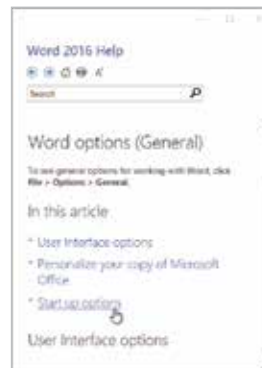 Word 2016 Help
Search
Word options (General)
To see general options for working with Word, click
File > Options > General.
In this article
* User Interface options
* Personalize your copy of Microsoft
Office
* Start up options
User Interface options